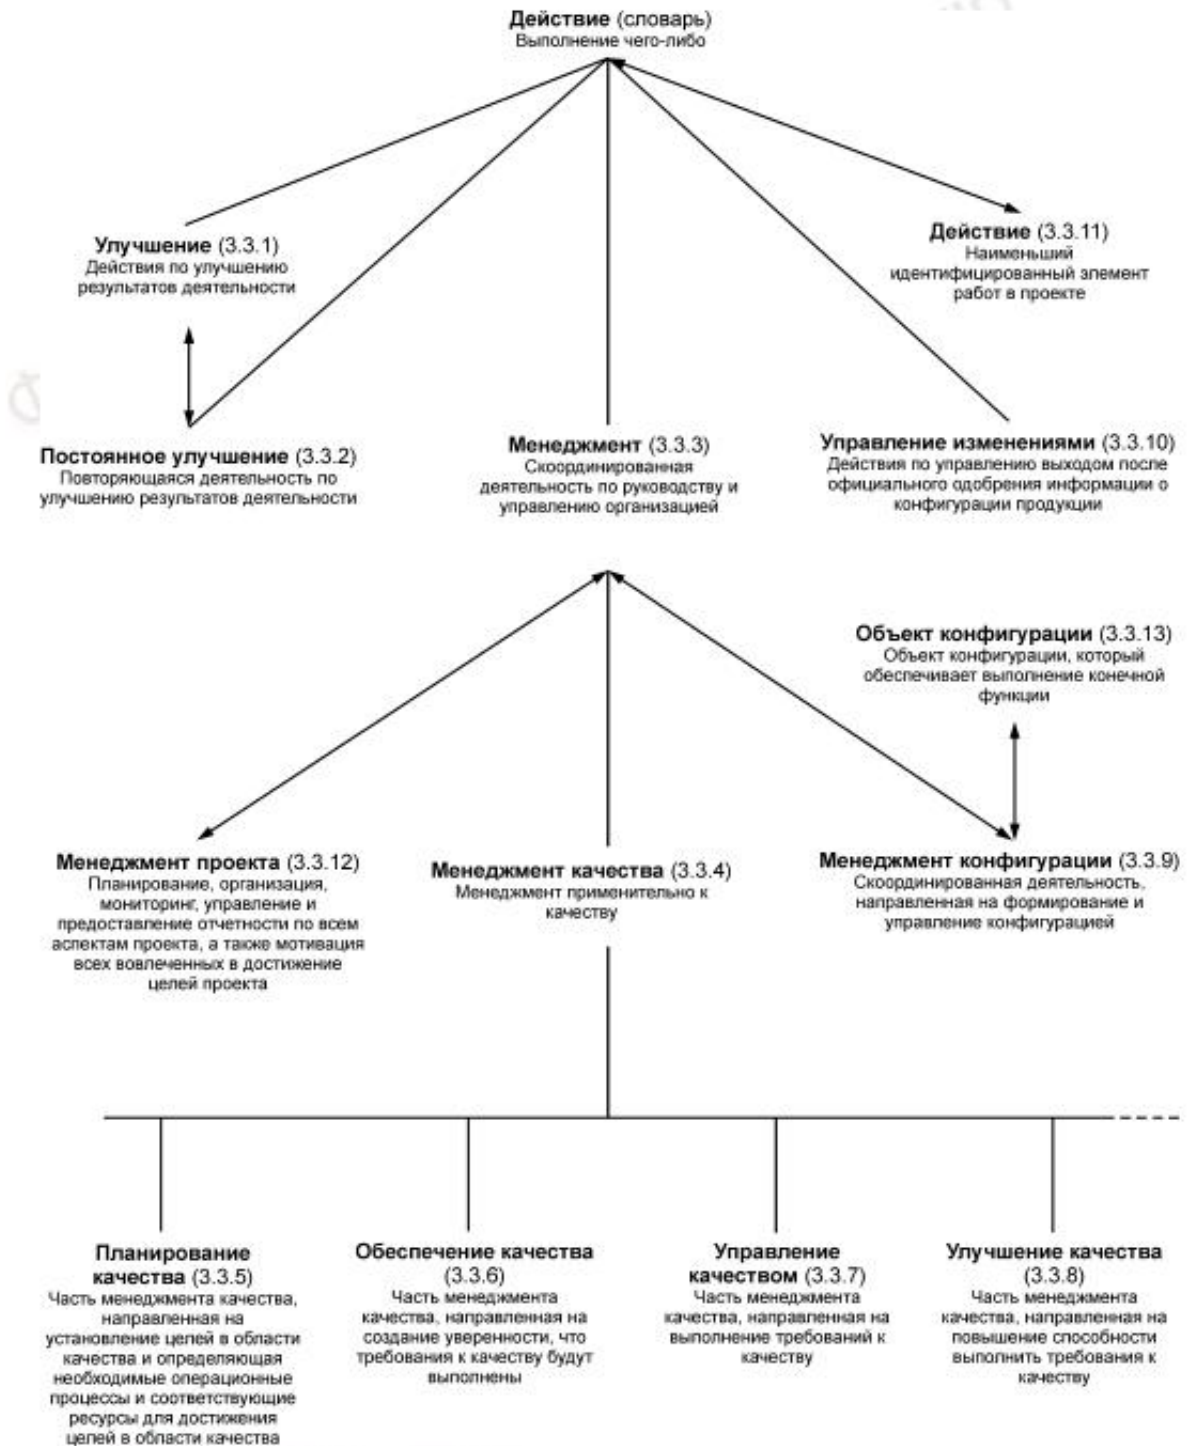 Действие (словарь)
Выполнение чего-либо
Улучшение (3.3.1)
Действия по улучшению
результатов деятельности
Действие (3.3.11)
Наименьший
идентифицированный элемент
работ в проекте
Постоянное улучшение (3.3.2)
Повторяющаяся деятельность по
улучшению результатов деятельности
Менеджмент (3.3.3)
Скоординированная
деятельность по руководству и
управлению организацией
Управление изменениями (3.3.10)
Действия по управлению выходом после
официального одобрения информации о
конфигурации продукции
Объект конфигурации (3.3.13)
Объект конфигурации, который
обеспечивает выполнение конечной
функции
Менеджмент проекта (3.3.12)
Планирование, организация,
мониторинг, управление и
предоставление отчетности по всем
аспектам проекта, а также мотивация
всех вовлеченных в достижение
целей проекта
Менеджмент качества (3.3.4)
Менеджмент применительно к
качеству
Менеджмент конфигурации (3.3.9)
Скоординированная деятельность,
направленная на формирование и
управление конфигурацией
Планирование
качества (3.3.5)
Часть менеджмента качества,
направленная на
установление целей в области
качества и определяющая
необходимые операционные
процессы и соответствующие
ресурсы для достижения
целей в области качества
Обеспечение качества
(3.3.6)
Часть менеджмента
качества, направленная на
создание уверенности, что
требования к качеству будут
выполнены
Управление
качеством (3.3.7)
Часть менеджмента
качества, направленная на
выполнение требований к
качеству
Улучшение качества
(3.3.8)
Часть менеджмента
качества, направленная на
повышение способности
выполнить требования к
качеству